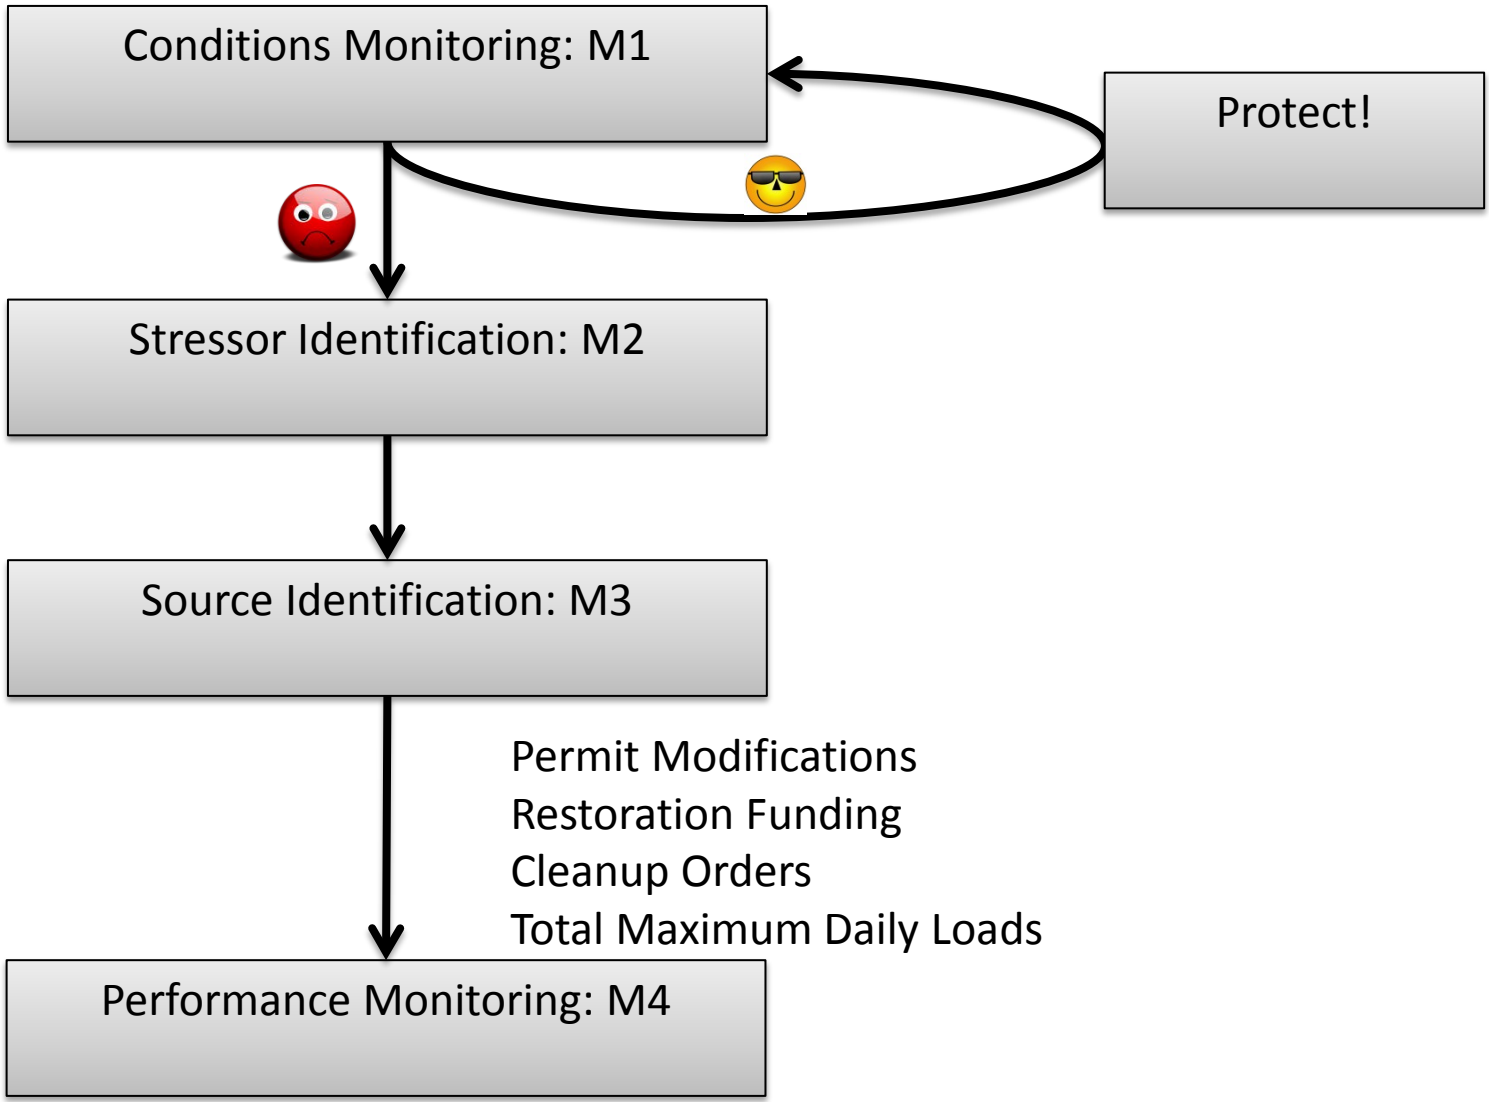 Conditions Monitoring: M1
Protect!
Stressor Identification: M2
Source Identification: M3
Permit Modifications
Restoration Funding
Cleanup Orders
Total Maximum Daily Loads
Performance Monitoring: M4